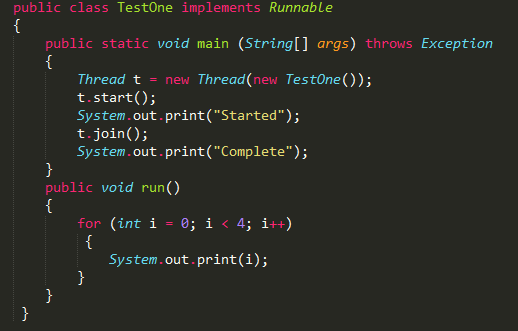 public class TestOne implements Runnable
{
public static void main (String[] args) throws Exception
{
Thread t = new Thread(new TestOne());
t.start();
System.out.print("Started");
t.join();
System.out.print("Complete");
}
public void run()
{
for (int i = 0; i < 4; i++)
{
System.out.print(i);
}
}
}